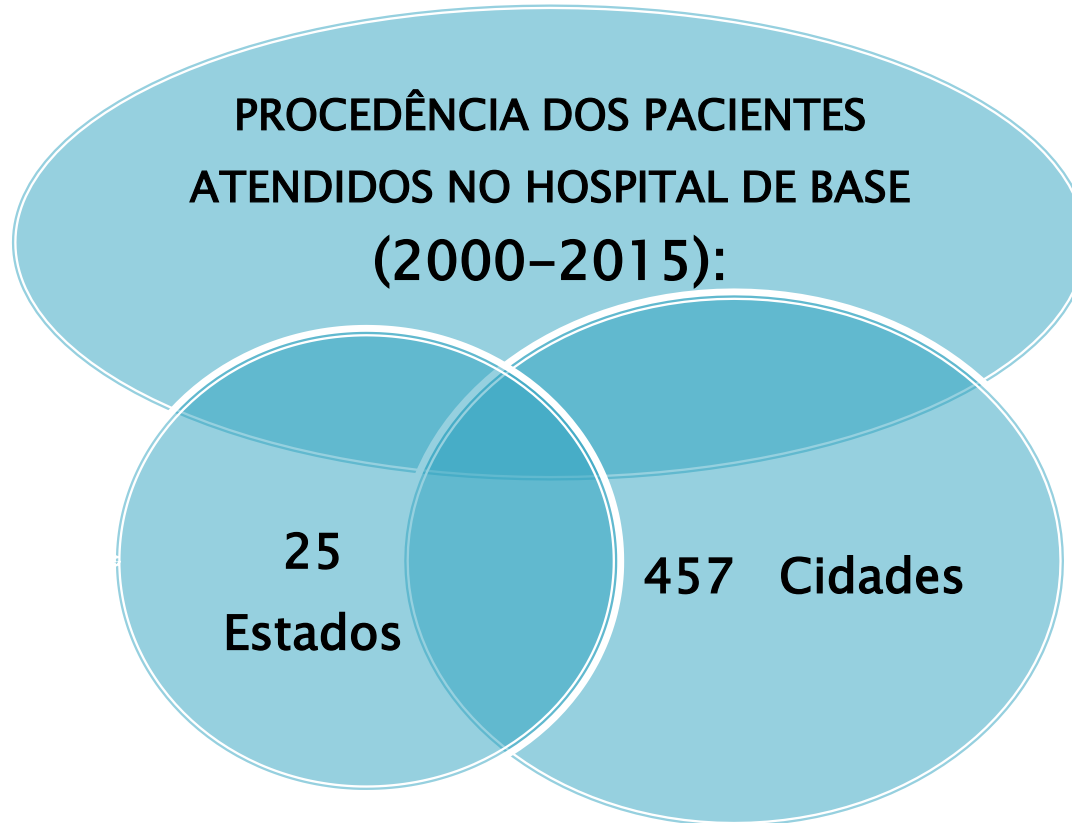 PROCEDÊNCIA DOS PACIENTES
ATENDIDOS NO HOSPITAL DE BASE
(2000-2015):
25
Estados
457 Cidades